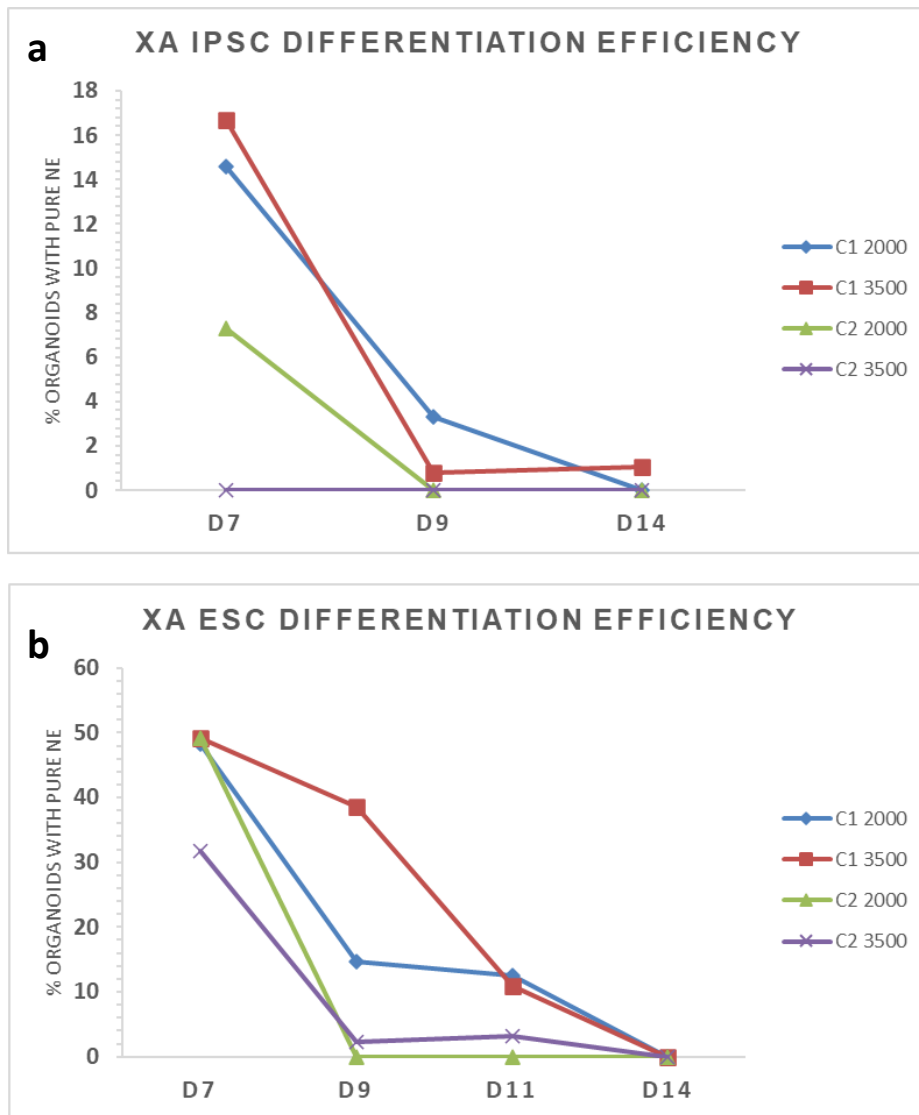 a
XA IPSC DIFFERENTIATION EFFICIENCY
% ORGANOIDS WITH PURE NE
18
16
14
12
10
8
6
4
2
0
D7 D9 D14
C1 2000
C1 3500
C2 2000
C2 3500
b
XA ESC DIFFERENTIATION EFFICIENCY
% ORGANOIDS WITH PURE NE
60
50
40
30
20
10
0
D7 D9 D11 D14
C1 2000
C1 3500
C2 2000
C2 3500